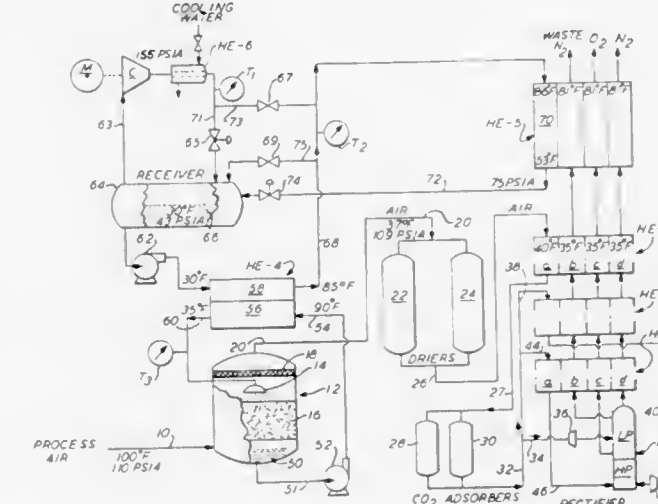 COOLING
WATER
155 PSIA
HE-6
M
C
T1
67
WASTE
N2
O2
N2
63
71
73
65
69
75
T2
86°F
81°F
81°F
81°F
70
HE-5
53°F
64
RECEIVER
30°F
66
74
72
75 PSIA
62
68
AIR
37°F
109 PSIA
20
AIR
30°F
HE-4
58
56
85°F
90°F
54
35°F
60
40°F
35°F
35°F
35°F
HE
38
a
b
c
d
HE
22
24
T3
20
18
14
12
16
DRIERS
26
27
44
a
b
c
d
10
PROCESS
AIR
100°F
110 PSIA
50
51
52
28
30
32
34
36
LP
HP
40
46
CO2 ADSORBERS
RECTIFIER